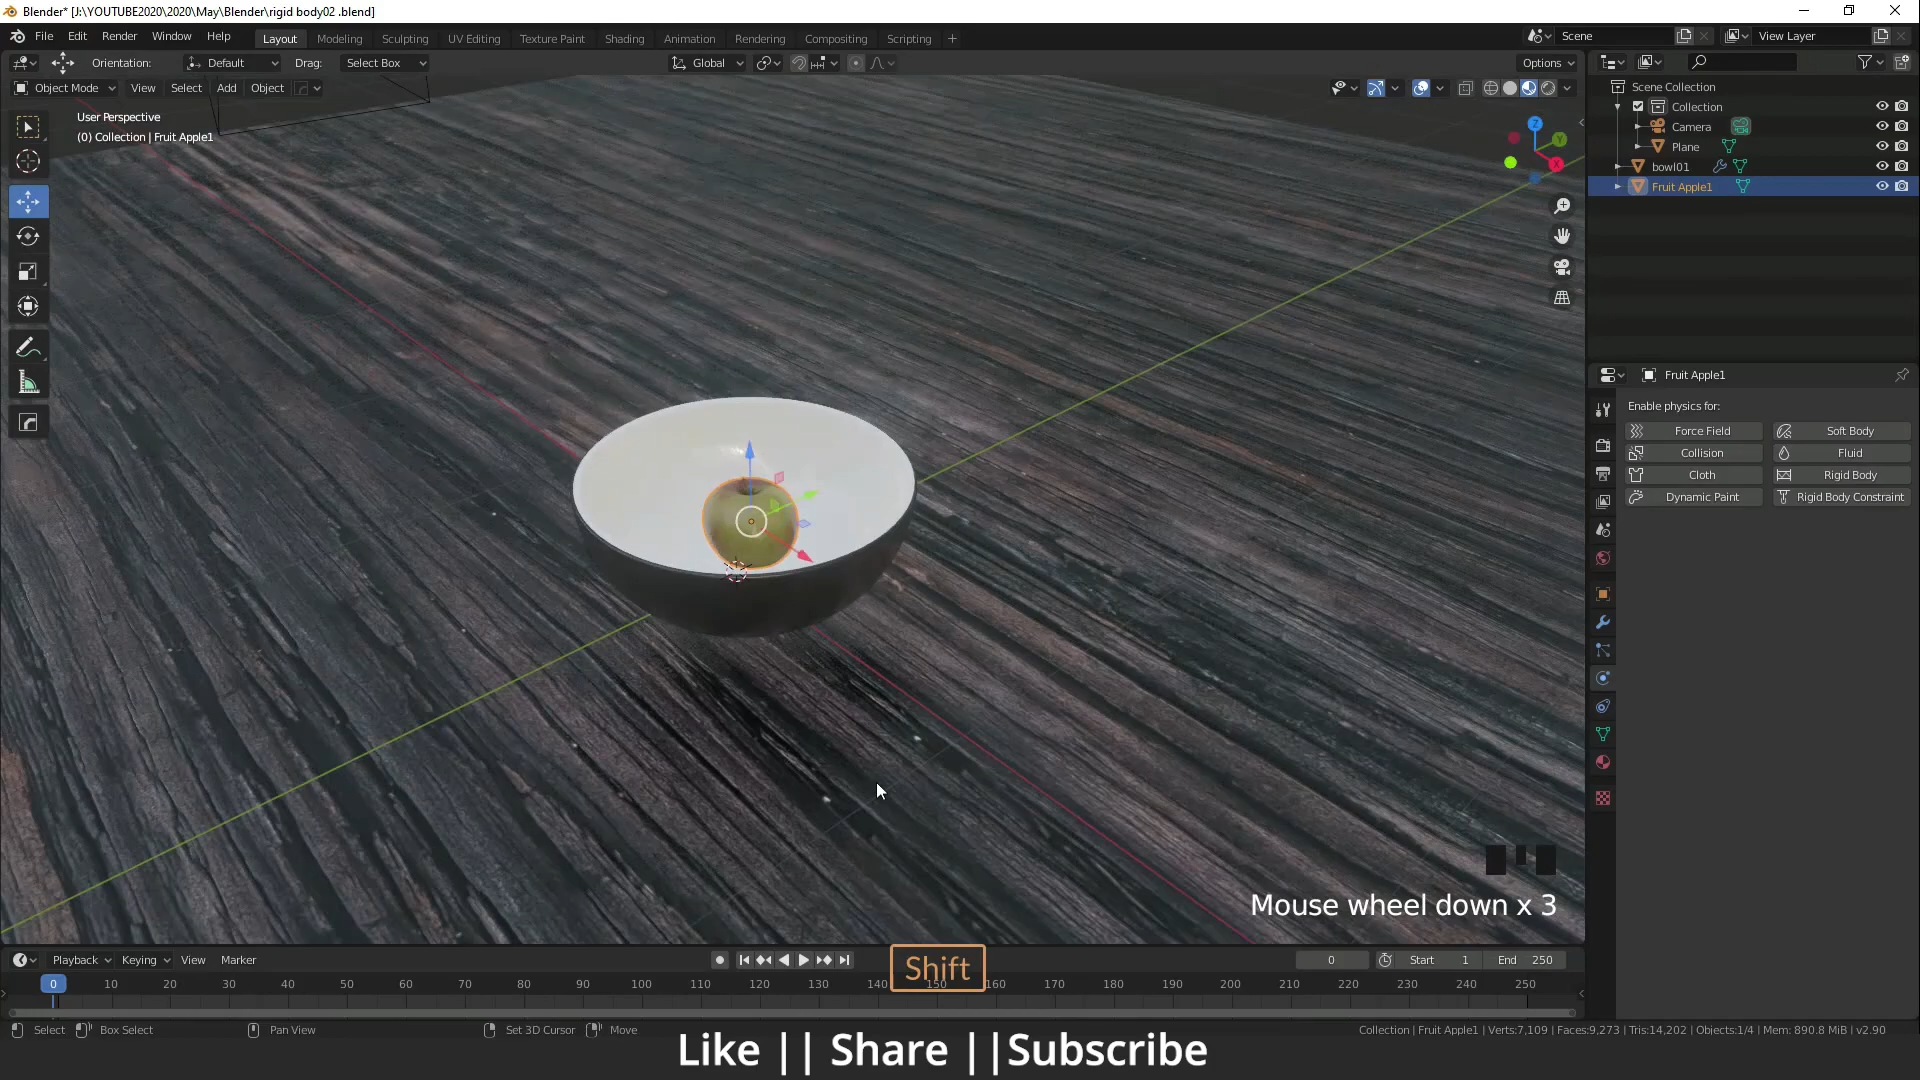 Blender* [J:\YOUTUBE2020\2020\May\Blender\rigid body02 .blend]
File Edit Render Window Help Layout Modeling Sculpting UV Editing Texture Paint Shading Animation Rendering Compositing Scripting + Scene View Layer
Orientation: Default Drag: Select Box Global Options
Object Mode View Select Add Object
User Perspective
(0) Collection | Fruit Apple1
Z
Y
X
Scene Collection
Collection
Camera
Plane
bowl01
Fruit Apple1
Fruit Apple1
Enable physics for:
Force Field Soft Body
Collision Fluid
Cloth Rigid Body
Dynamic Paint Rigid Body Constraint
Mouse wheel down x 3
Playback Keying View Marker 0 Start 1 End 250
Shift
0 10 20 30 40 50 60 70 80 90 100 110 120 130 140 150 160 170 180 190 200 210 220 230 240 250
Select Box Select Pan View Set 3D Cursor Move Collection | Fruit Apple1 | Verts:7,109 | Faces:9,273 | Tris:14,202 | Objects:1/4 | Mem: 890.8 MiB | v2.90
Like || Share ||Subscribe